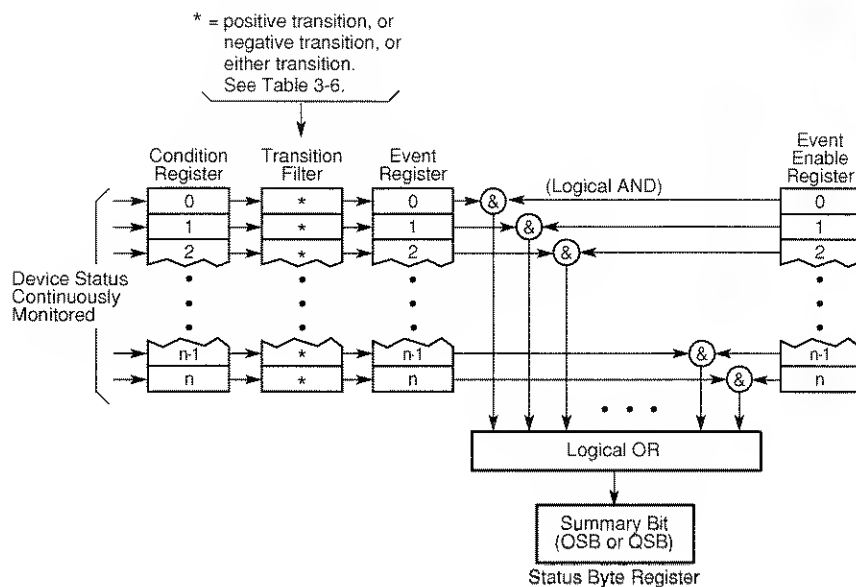 * = positive transition, or
negative transition, or
either transition.
See Table 3-6.
Condition
Register
Transition
Filter
Event
Register
Event
Enable
Register
(Logical AND)
0 * 0 & 0
1 * 1 & 1
2 * 2 & 2
Device Status
Continuously
Monitored
n-1 * n-1 & n-1
n * n & n
Logical OR
Summary Bit
(OSB or QSB)
Status Byte Register